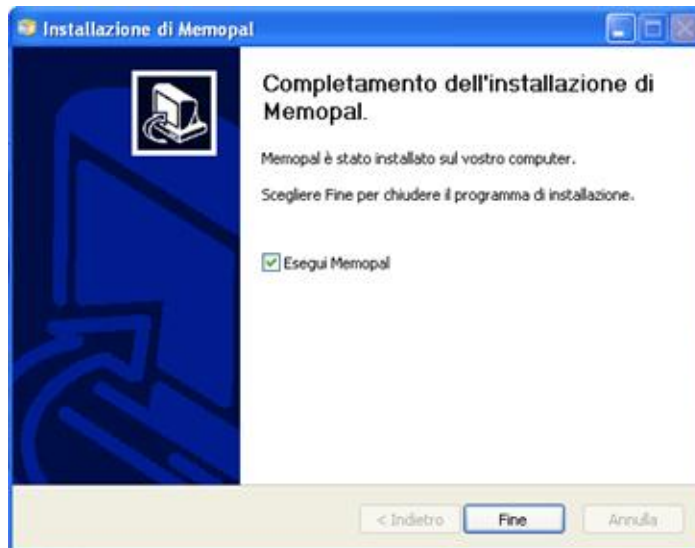 Installazione di Memopal
Completamento dell'installazione di
Memopal.
Memopal è stato installato sul vostro computer.
Scegliere Fine per chiudere il programma di installazione.
Esegui Memopal
< Indietro
Fine
Annulla